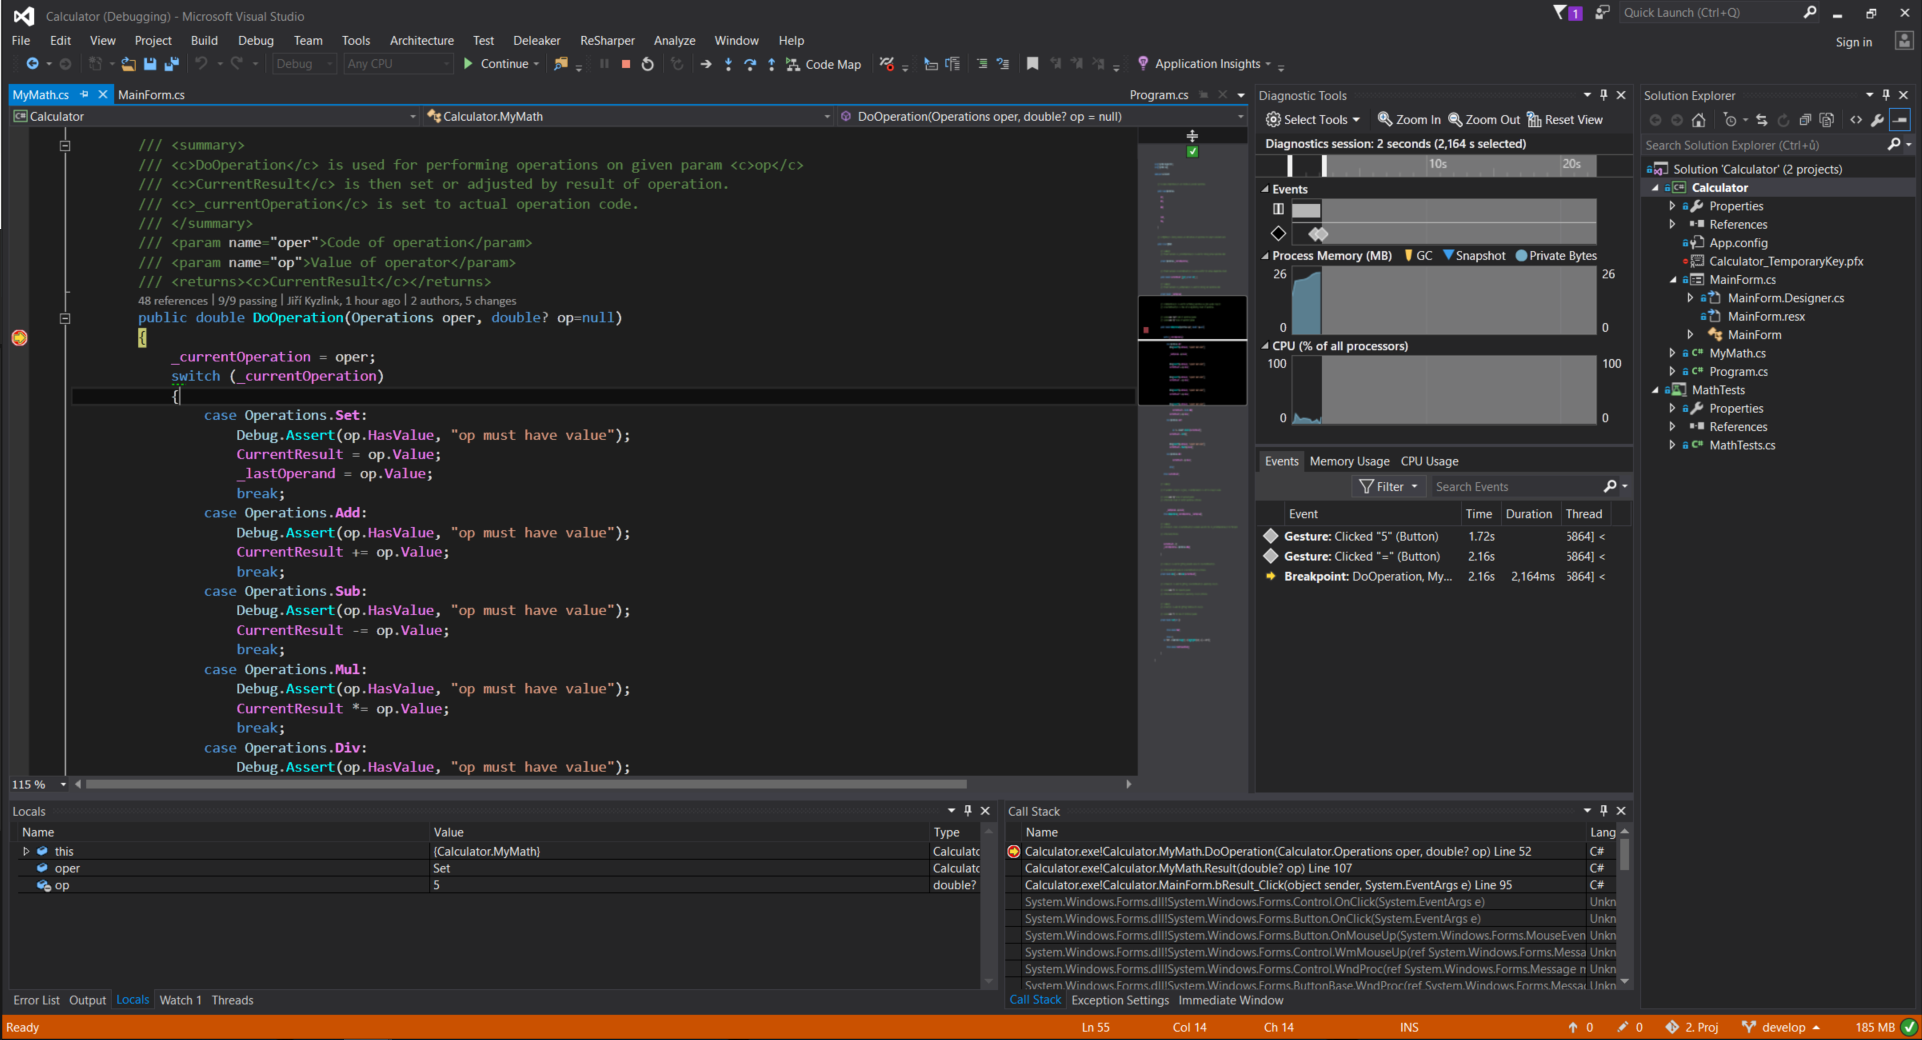 Calculator (Debugging) - Microsoft Visual Studio
1
Quick Launch (Ctrl+Q)
File Edit View Project Build Debug Team Tools Architecture Test Deleaker ReSharper Analyze Window Help
Sign in
Debug Any CPU Continue Code Map Application Insights
MyMath.cs MainForm.cs Program.cs
Calculator Calculator.MyMath DoOperation(Operations oper, double? op = null)
/// <summary>
/// <c>DoOperation</c> is used for performing operations on given param <c>op</c>
/// <c>CurrentResult</c> is then set or adjusted by result of operation.
/// <c>_currentOperation</c> is set to actual operation code.
/// </summary>
/// <param name="oper">Code of operation</param>
/// <param name="op">Value of operator</param>
/// <returns><c>CurrentResult</c></returns>
48 references | 9/9 passing | Jiří Kyzlink, 1 hour ago | 2 authors, 5 changes
public double DoOperation(Operations oper, double? op=null)
{
_currentOperation = oper;
switch (_currentOperation)
{
case Operations.Set:
Debug.Assert(op.HasValue, "op must have value");
CurrentResult = op.Value;
_lastOperand = op.Value;
break;
case Operations.Add:
Debug.Assert(op.HasValue, "op must have value");
CurrentResult += op.Value;
break;
case Operations.Sub:
Debug.Assert(op.HasValue, "op must have value");
CurrentResult -= op.Value;
break;
case Operations.Mul:
Debug.Assert(op.HasValue, "op must have value");
CurrentResult *= op.Value;
break;
case Operations.Div:
Debug.Assert(op.HasValue, "op must have value");
115 %
Diagnostic Tools
Select Tools Zoom In Zoom Out Reset View
Diagnostics session: 2 seconds (2,164 s selected)
10s 20s
Events
Process Memory (MB) GC Snapshot Private Bytes
26 26
0 0
CPU (% of all processors)
100 100
0 0
Events Memory Usage CPU Usage
Filter Search Events
Event Time Duration Thread
Gesture: Clicked "5" (Button) 1.72s 5864] <
Gesture: Clicked "=" (Button) 2.16s 5864] <
Breakpoint: DoOperation, My... 2.16s 2,164ms 5864] <
Solution Explorer
Search Solution Explorer (Ctrl+ů)
Solution 'Calculator' (2 projects)
Calculator
Properties
References
App.config
Calculator_TemporaryKey.pfx
MainForm.cs
MainForm.Designer.cs
MainForm.resx
MainForm
MyMath.cs
Program.cs
MathTests
Properties
References
MathTests.cs
Locals
Name Value Type
this {Calculator.MyMath} Calculatc
oper Set Calculatc
op 5 double?
Error List Output Locals Watch 1 Threads
Call Stack
Name Lang
Calculator.exe!Calculator.MyMath.DoOperation(Calculator.Operations oper, double? op) Line 52 C#
Calculator.exe!Calculator.MyMath.Result(double? op) Line 107 C#
Calculator.exe!Calculator.MainForm.bResult_Click(object sender, System.EventArgs e) Line 95 C#
System.Windows.Forms.dll!System.Windows.Forms.Control.OnClick(System.EventArgs e) Unkn
System.Windows.Forms.dll!System.Windows.Forms.Button.OnClick(System.EventArgs e) Unkn
System.Windows.Forms.dll!System.Windows.Forms.Button.OnMouseUp(System.Windows.Forms.MouseEven Unkn
System.Windows.Forms.dll!System.Windows.Forms.Control.WmMouseUp(ref System.Windows.Forms.Messa Unkn
System.Windows.Forms.dll!System.Windows.Forms.Control.WndProc(ref System.Windows.Forms.Message m Unkn
System.Windows.Forms.dll!System.Windows.Forms.ButtonBase.WndProc(ref System.Windows.Forms.Messag Unkn
Call Stack Exception Settings Immediate Window
Ready Ln 55 Col 14 Ch 14 INS 0 0 2. Proj develop 185 MB